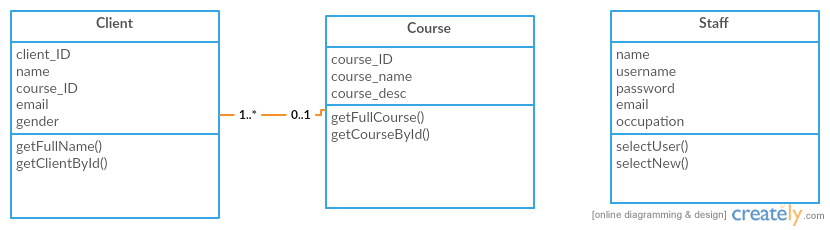 Client
client_ID
name
course_ID
email
gender
getFullName()
getClientById()
1..*
0..1
Course
course_ID
course_name
course_desc
getFullCourse()
getCourseById()
Staff
name
username
password
email
occupation
selectUser()
selectNew()
[online diagramming & design] creately.com